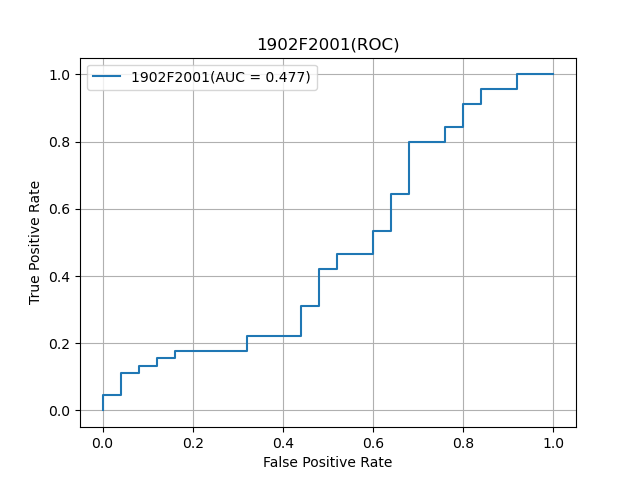 1902F2001(ROC)
1902F2001(AUC = 0.477)
True Positive Rate
1.0
0.8
0.6
0.4
0.2
0.0
0.0 0.2 0.4 0.6 0.8 1.0
False Positive Rate